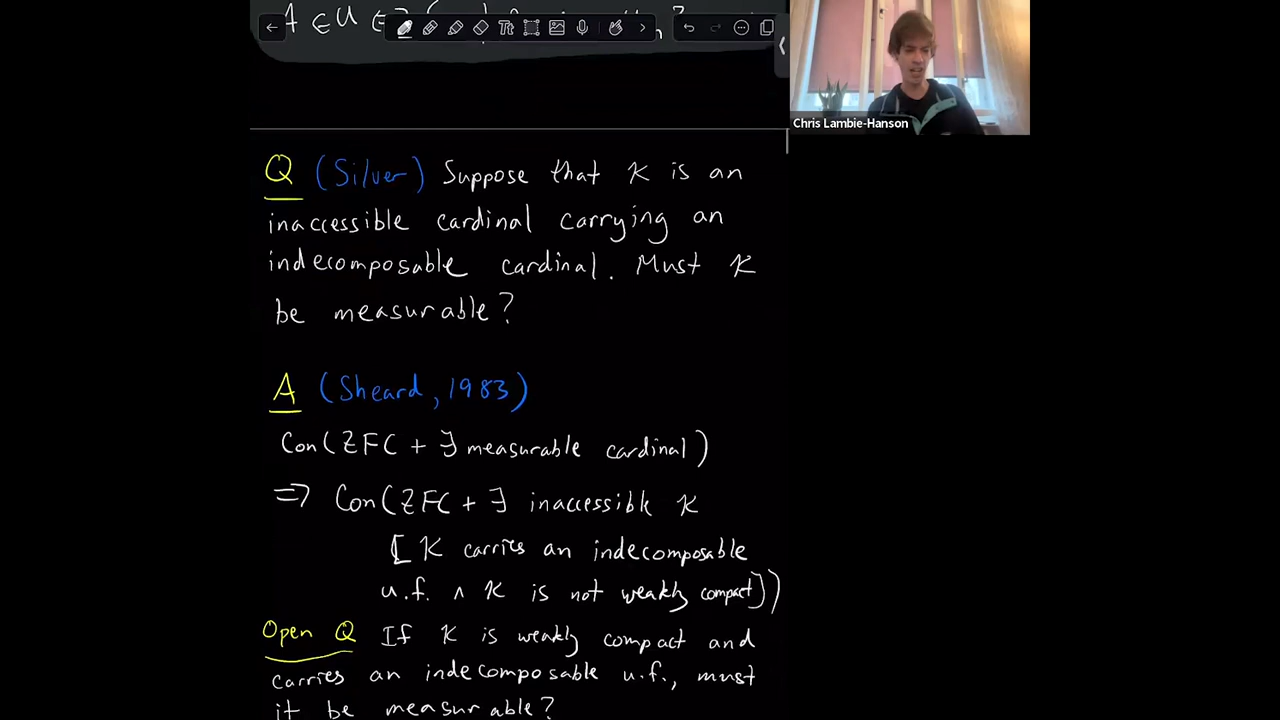 Chris Lambie-Hanson
Q (Silver) Suppose that K is an
inaccessible cardinal carrying an
indecomposable cardinal. Must K
be measurable?
A (Sheard, 1983)
Con(ZFC + ∃ measurable cardinal)
=> Con(ZFC + ∃ inaccessible K
[K carries an indecomposable
u.f. ∧ K is not weakly compact])
Open Q If K is weakly compact and
carries an indecomposable u.f., must
it be measurable?